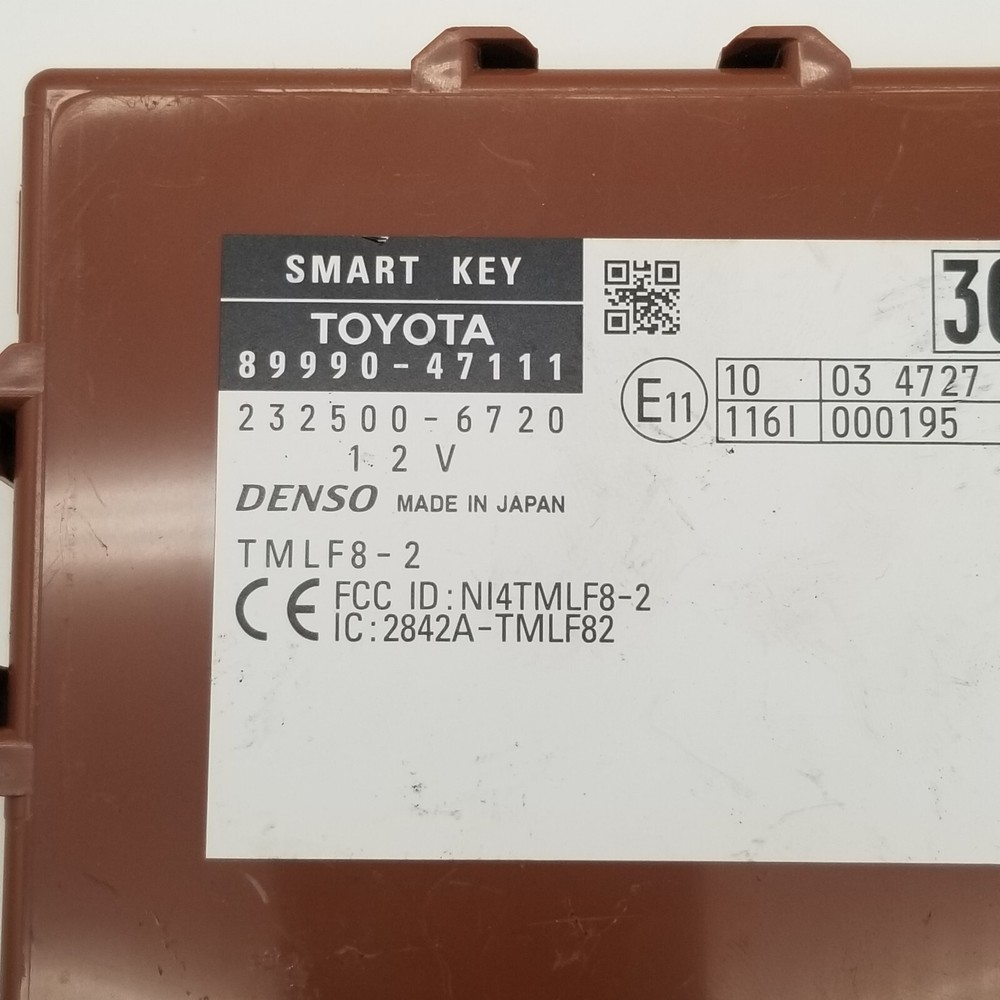 SMART KEY
TOYOTA
89990-47111
232500-6720
12V
DENSO MADE IN JAPAN
TMLF8-2
CE FCC ID:NI4TMLF8-2
IC:2842A-TMLF82
E11
10 03 4727
116I 000195